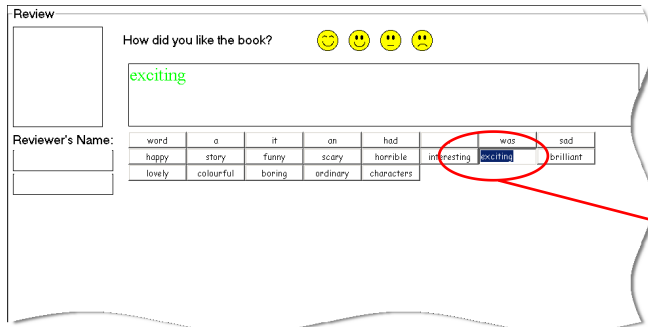 Review
How did you like the book?
exciting
Reviewer's Name:
word a it an had was sad
happy story funny scary horrible interesting exciting brilliant
lovely colourful boring ordinary characters